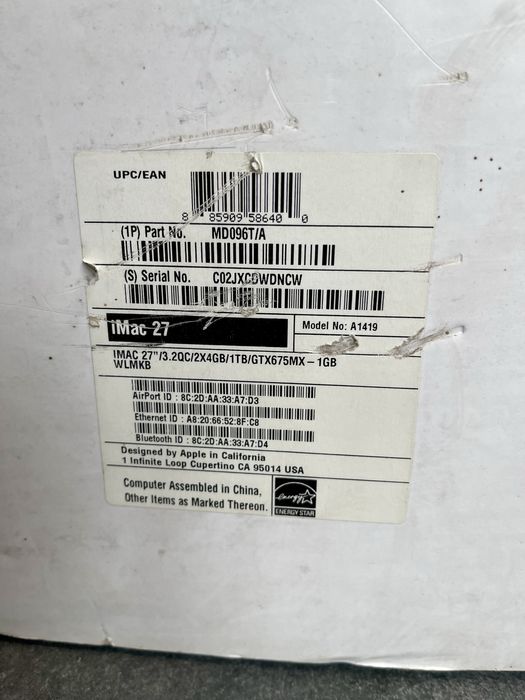 UPC/EAN
8 85909 58640 0
(1P) Part No. MD096T/A
(S) Serial No. C02JXCDWDNCW
iMac 27
Model No: A1419
IMAC 27"/3.2QC/2X4GB/1TB/GTX675MX-1GB
WLMKB
AirPort ID : 8C:2D:AA:33:A7:D3
Ethernet ID : A8:20:66:52:8F:C8
Bluetooth ID : 8C:2D:AA:33:A7:D4
Designed by Apple in California
1 Infinite Loop Cupertino CA 95014 USA
Computer Assembled in China,
Other Items as Marked Thereon.
energy
ENERGY STAR